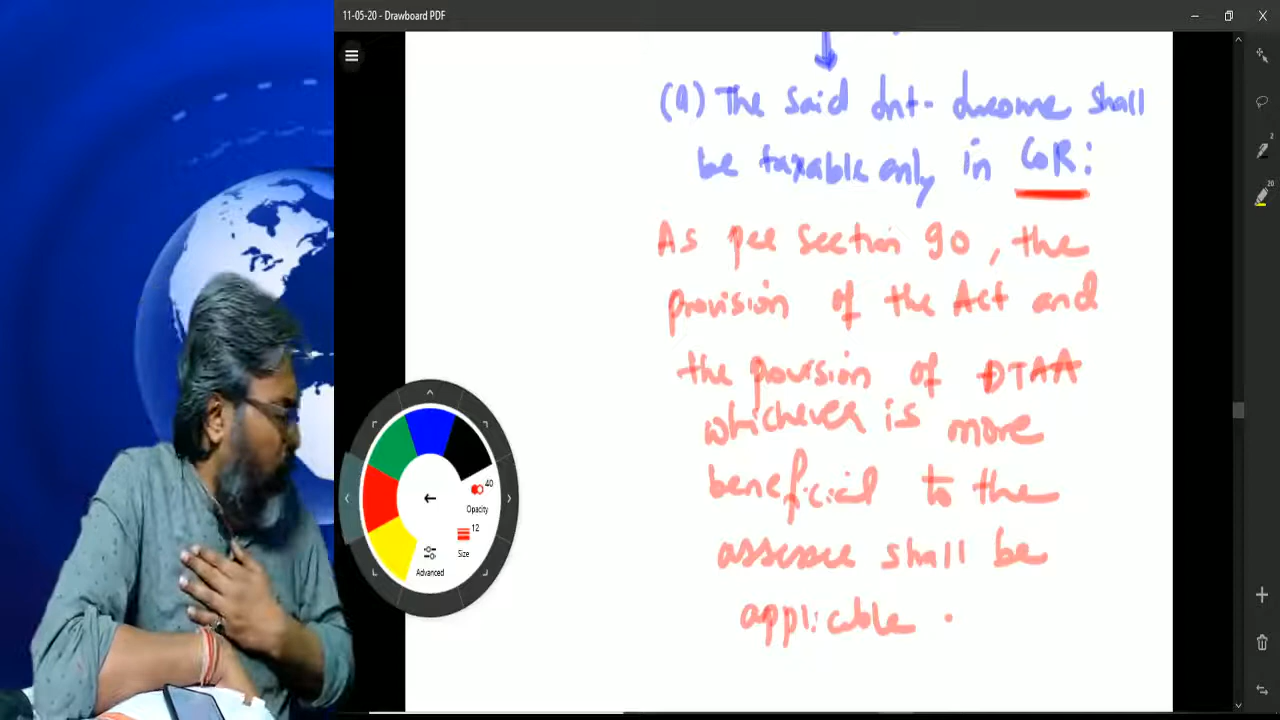 11-05-20 - Drawboard PDF
(a) The said Int- Income shall
be taxable only in CoR:
As per section 90, the
provision of the Act and
the provision of DTAA
whichever is more
beneficial to the
assessee shall be
applicable.
40
Opacity
12
Size
Advanced
2
20